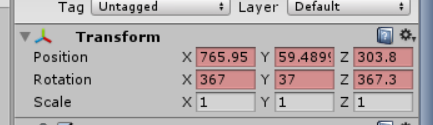 Tag Untagged Layer Default
Transform
Position X 765.95 Y 59.489 Z 303.8
Rotation X 367 Y 37 Z 367.3
Scale X 1 Y 1 Z 1